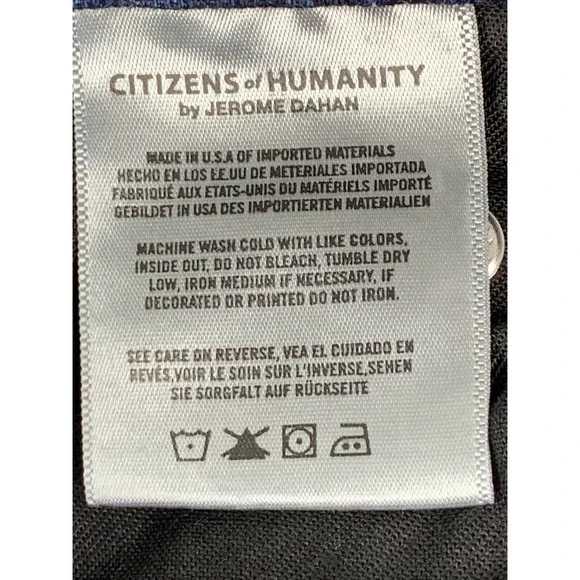 CITIZENS of HUMANITY
by JEROME DAHAN
MADE IN U.S.A OF IMPORTED MATERIALS
HECHO EN LOS EE.UU DE METERIALES IMPORTADA
FABRIQUÉ AUX ETATS-UNIS DU MATÉRIELS IMPORTÉ
GEBILDET IN USA DES IMPORTIERTEN MATERIALIEN
MACHINE WASH COLD WITH LIKE COLORS,
INSIDE OUT, DO NOT BLEACH, TUMBLE DRY
LOW, IRON MEDIUM IF NECESSARY, IF
DECORATED OR PRINTED DO NOT IRON.
SEE CARE ON REVERSE, VEA EL CUIDADO EN
REVÉS,VOIR LE SOIN SUR L'INVERSE,SEHEN
SIE SORGFALT AUF RÜCKSEITE